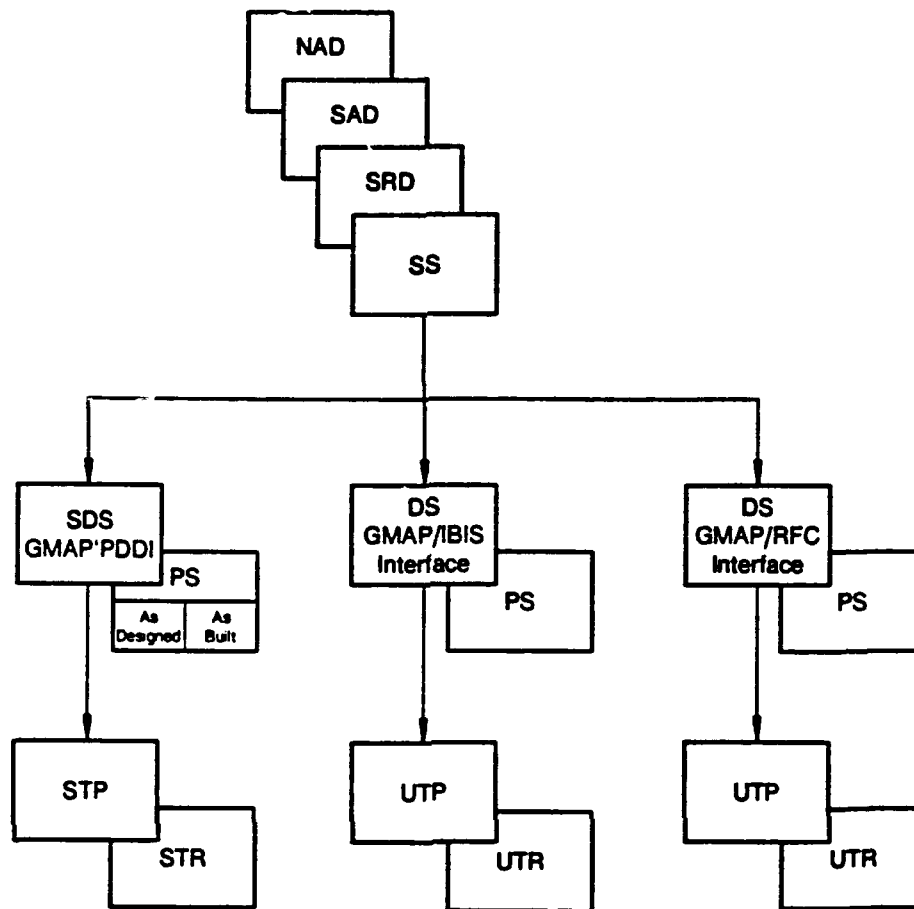 NAD
SAD
SRD
SS
SDS
GMAP'PDDI
PS
As
Designed
As
Built
DS
GMAP/IBIS
Interface
PS
DS
GMAP/RFC
Interface
PS
STP
STR
UTP
UTR
UTP
UTR